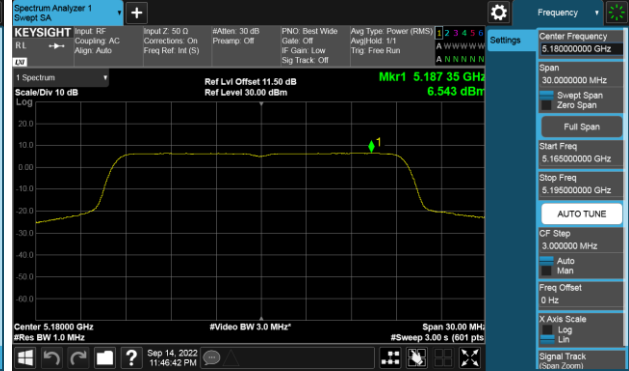 Spectrum Analyzer 1
Swept SA
+
Frequency
KEYSIGHT
Input: RF
Coupling: AC
Align: Auto
Input Z: 50 Ω
Corrections: On
Freq Ref: Int (S)
#Atten: 30 dB
Preamp: Off
PNO: Best Wide
Gate: Off
IF Gain: Low
Sig Track: Off
Avg Type: Power (RMS)
Avg|Hold: 1/1
Trig: Free Run
1 2 3 4 5 6
A W W W W W
A N N N N N
R L
LXI
Settings
Center Frequency
5.180000000 GHz
Span
30.0000000 MHz
Swept Span
Zero Span
Full Span
Start Freq
5.165000000 GHz
Stop Freq
5.195000000 GHz
AUTO TUNE
CF Step
3.000000 MHz
Auto
Man
Freq Offset
0 Hz
X Axis Scale
Log
Lin
Signal Track
(Span Zoom)
1 Spectrum
Scale/Div 10 dB
Ref Lvl Offset 11.50 dB
Ref Level 30.00 dBm
Mkr1 5.187 35 GHz
6.543 dBm
Log
20.0
10.0
0.00
-10.0
-20.0
-30.0
-40.0
-50.0
-60.0
1
Center 5.18000 GHz
#Res BW 1.0 MHz
#Video BW 3.0 MHz*
Span 30.00 MHz
#Sweep 3.00 s (601 pts)
?
Sep 14, 2022
11:46:42 PM